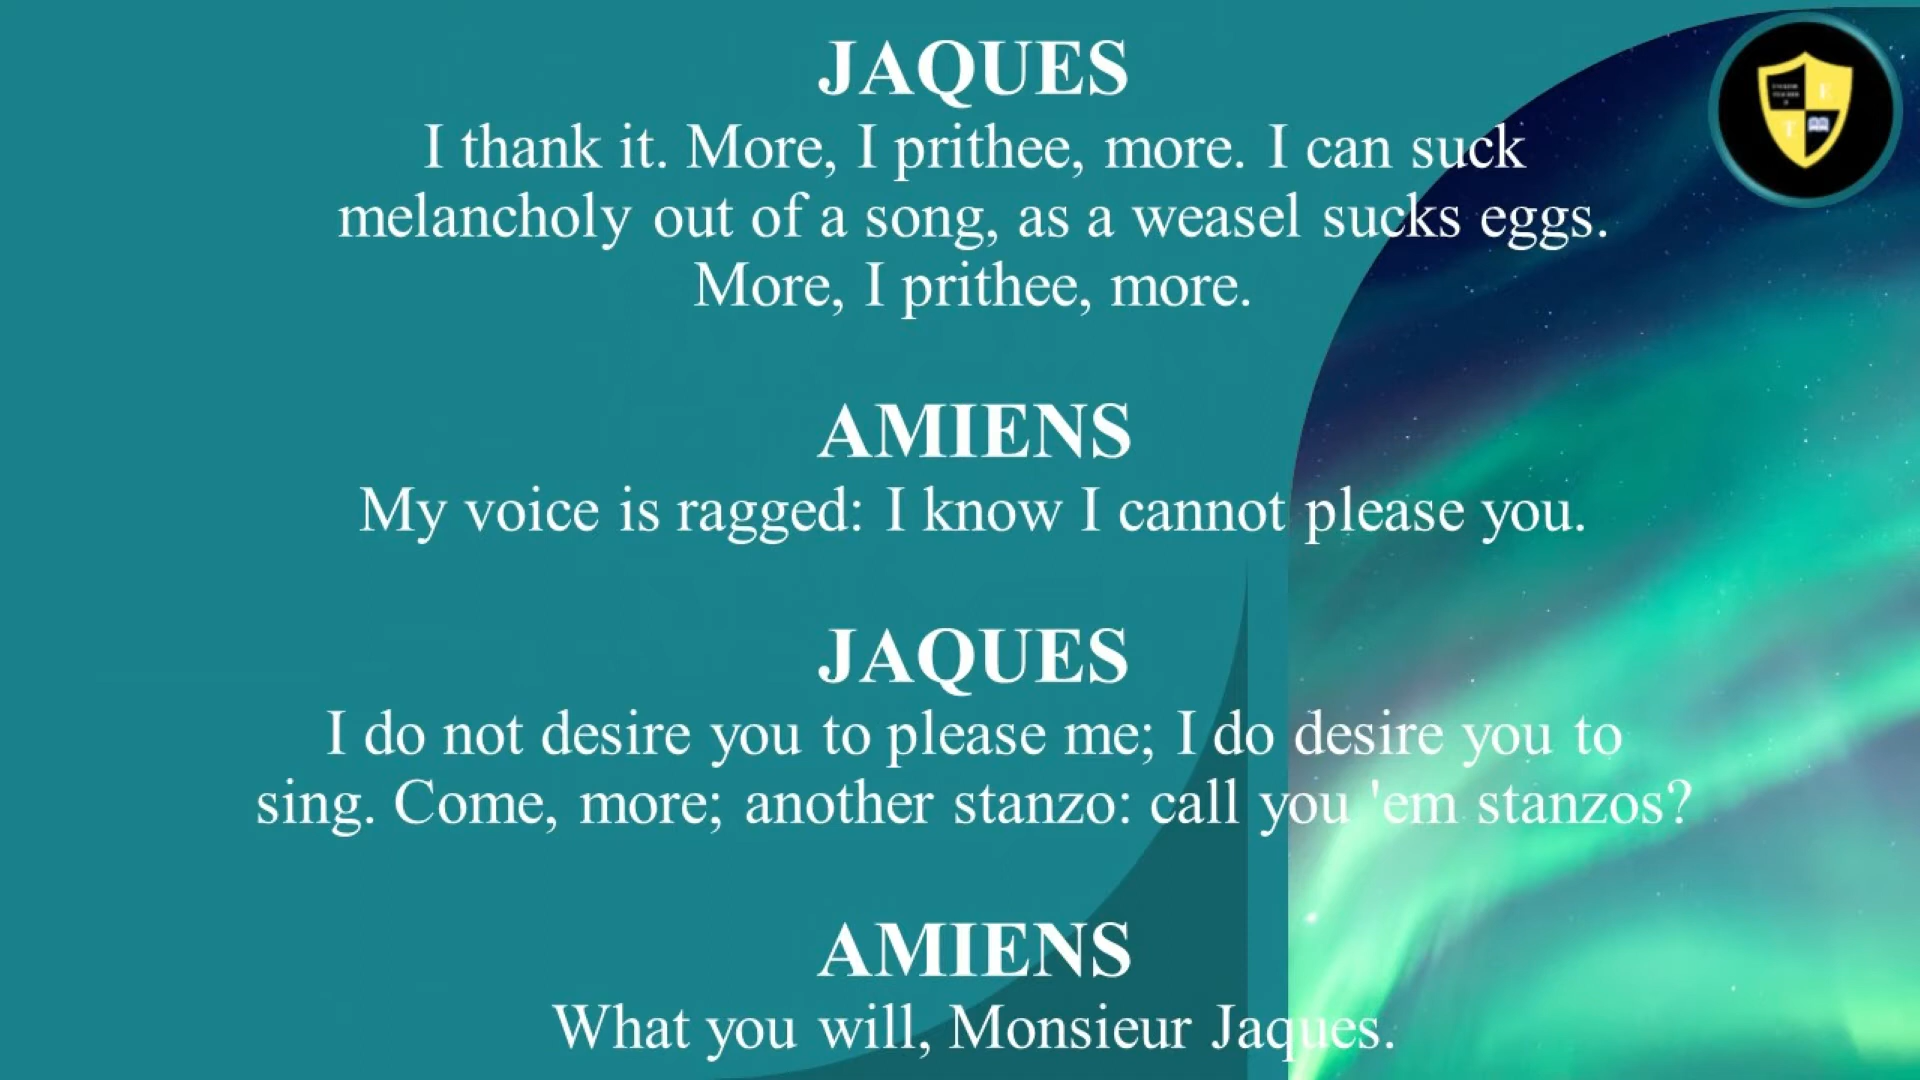 JAQUES
I thank it. More, I prithee, more. I can suck
melancholy out of a song, as a weasel sucks eggs.
More, I prithee, more.
AMIENS
My voice is ragged: I know I cannot please you.
JAQUES
I do not desire you to please me; I do desire you to
sing. Come, more; another stanzo: call you 'em stanzos?
AMIENS
What you will, Monsieur Jaques.
E
T